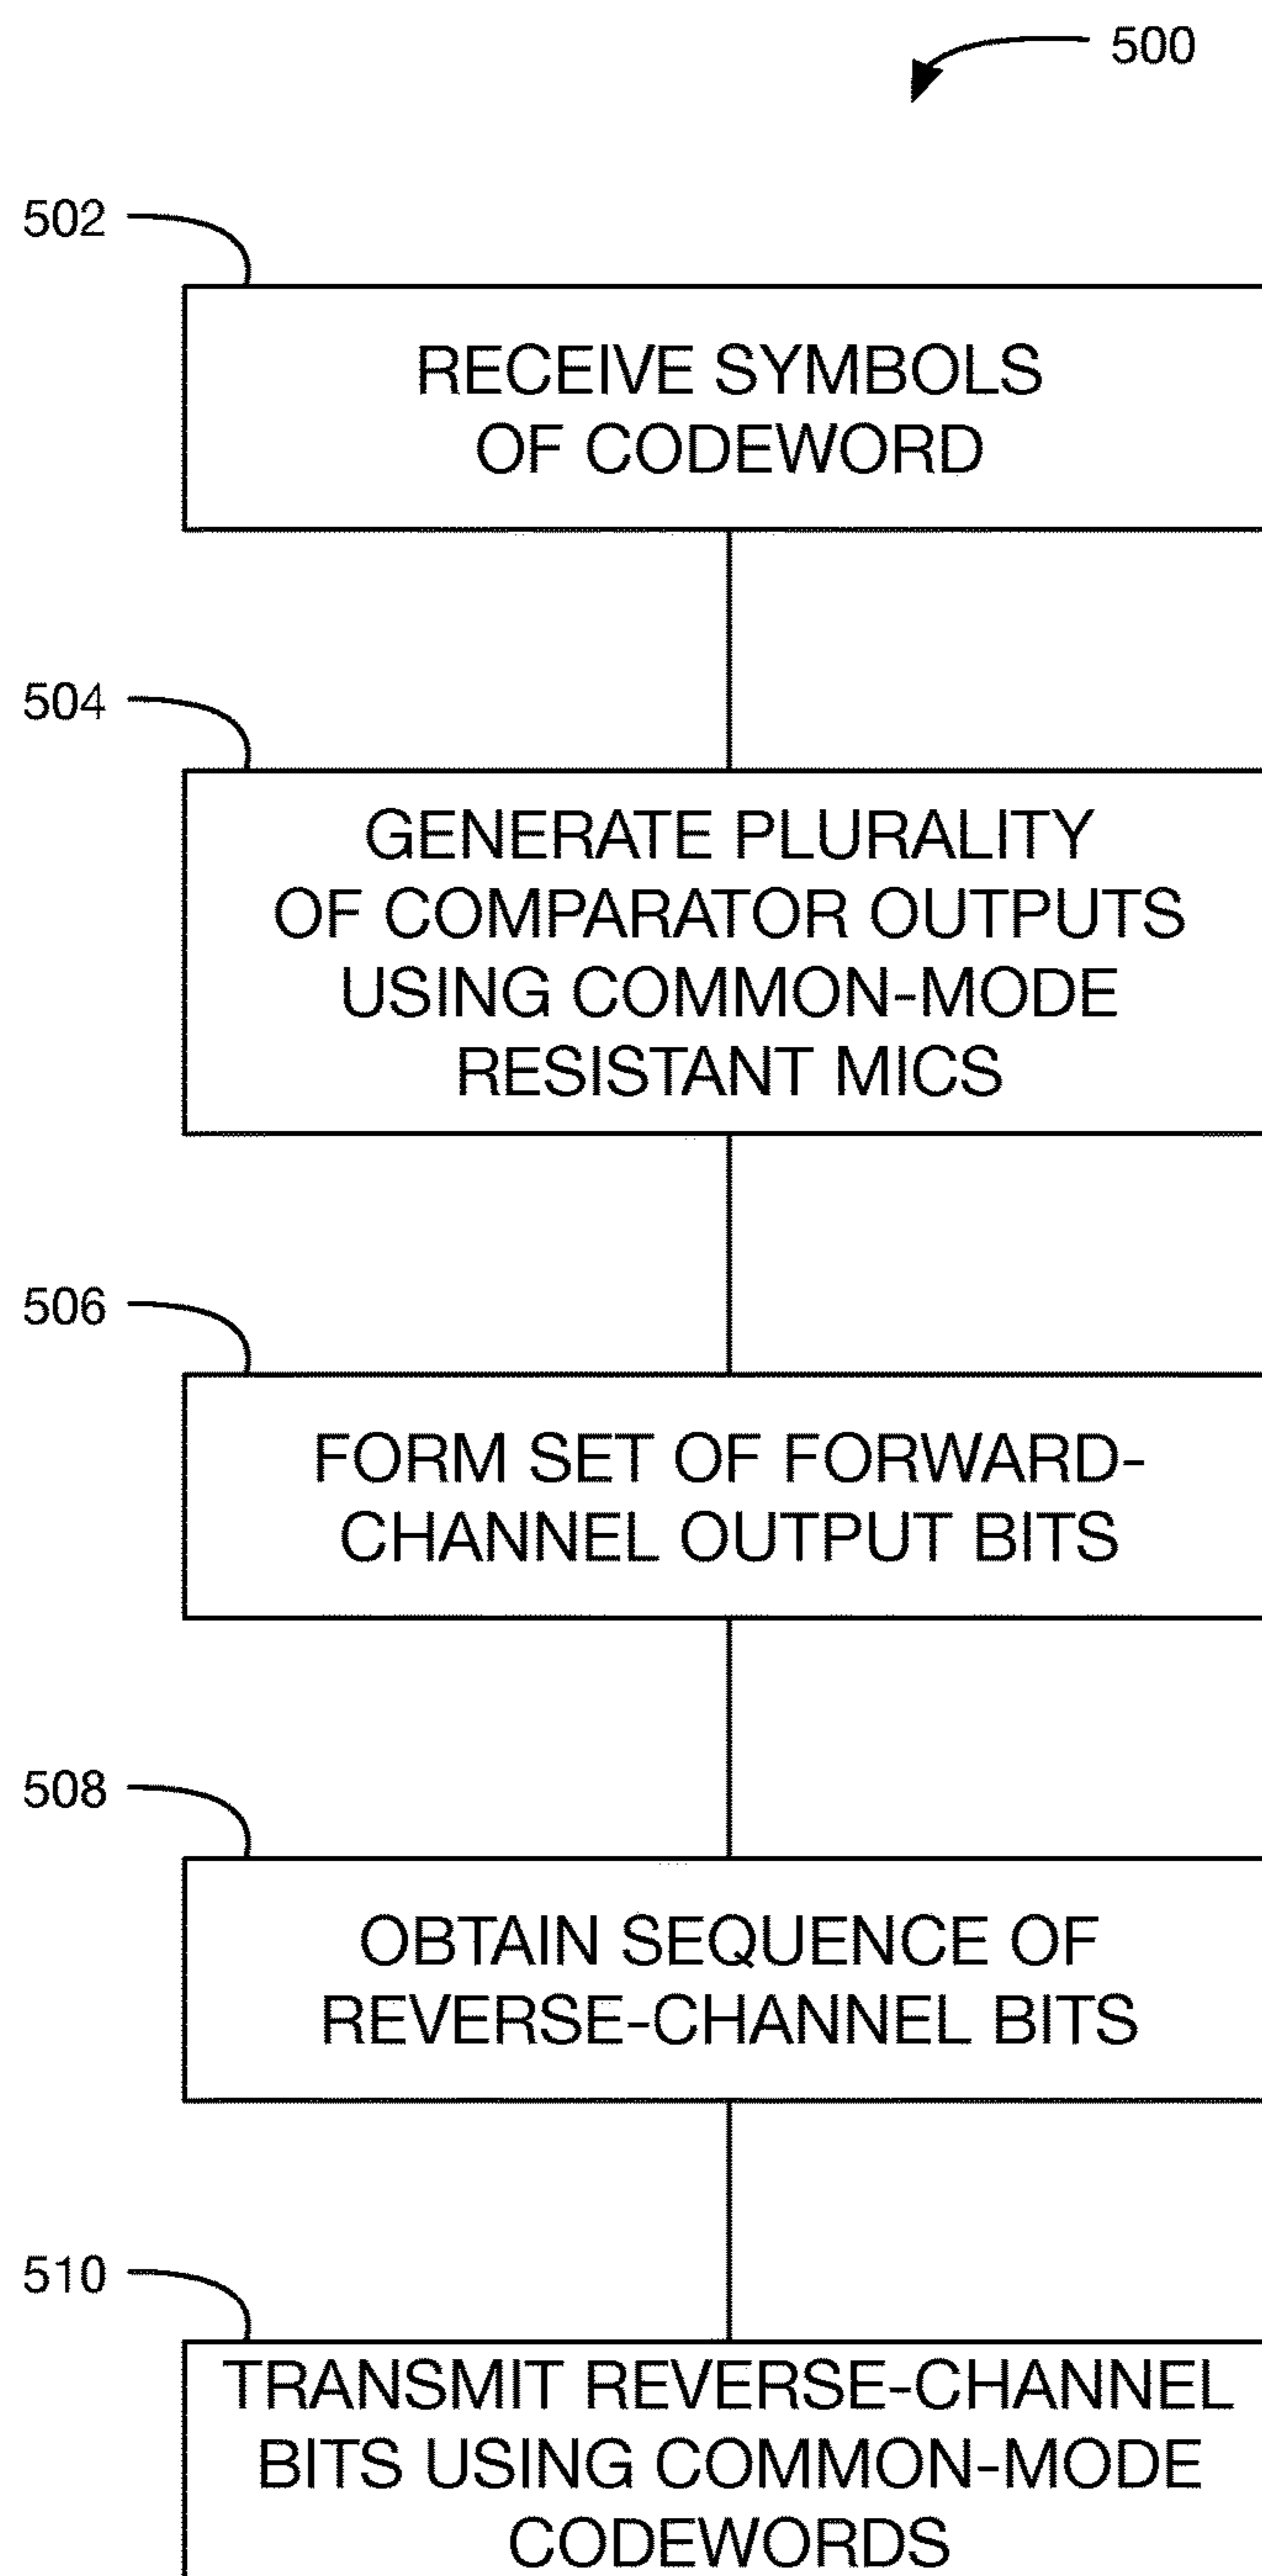 500
502
RECEIVE SYMBOLS
OF CODEWORD
504
GENERATE PLURALITY
OF COMPARATOR OUTPUTS
USING COMMON-MODE
RESISTANT MICS
506
FORM SET OF FORWARD-
CHANNEL OUTPUT BITS
508
OBTAIN SEQUENCE OF
REVERSE-CHANNEL BITS
510
TRANSMIT REVERSE-CHANNEL
BITS USING COMMON-MODE
CODEWORDS